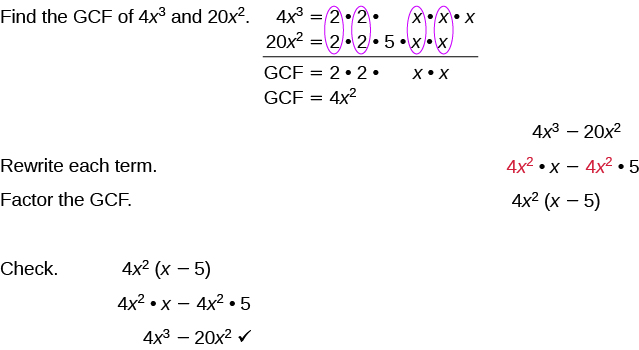 Find the GCF of 4x³ and 20x². 4x³ = 2 • 2 • x • x • x
20x² = 2 • 2 • 5 • x • x
GCF = 2 • 2 • x • x
GCF = 4x²
4x³ − 20x²
Rewrite each term. 4x² • x − 4x² • 5
Factor the GCF. 4x² (x − 5)
Check. 4x² (x − 5)
4x² • x − 4x² • 5
4x³ − 20x² ✓